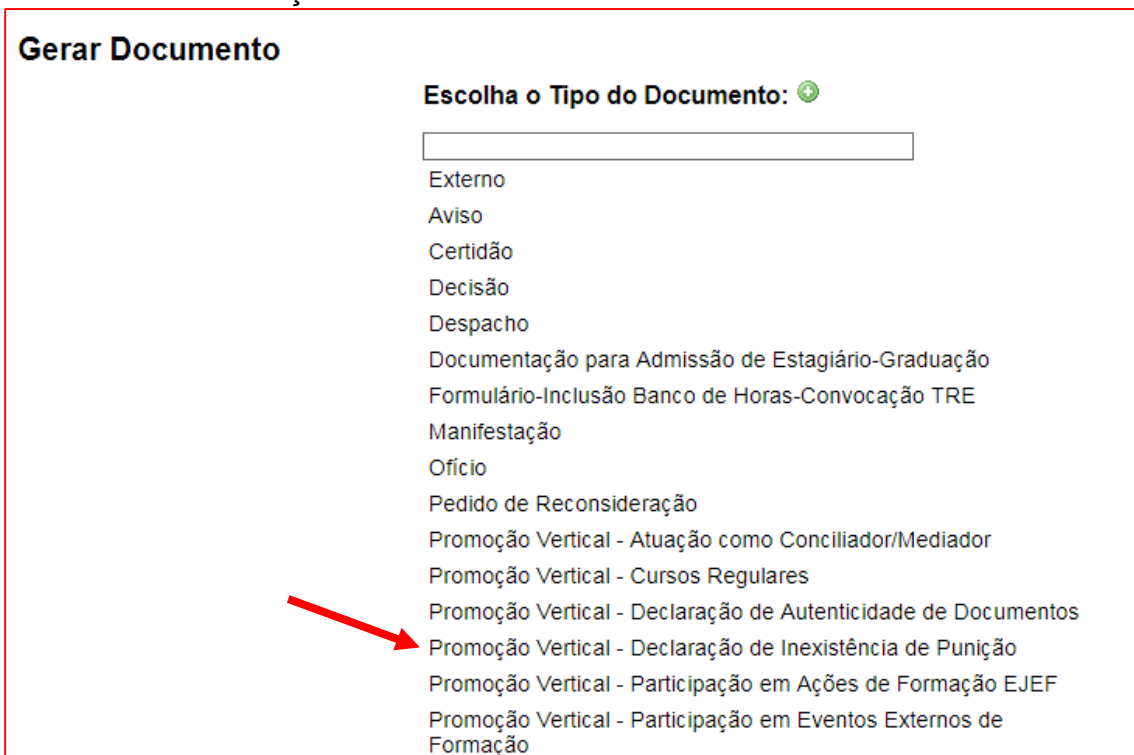 Gerar Documento
Escolha o Tipo do Documento:
Externo
Aviso
Certidão
Decisão
Despacho
Documentação para Admissão de Estagiário-Graduação
Formulário-Inclusão Banco de Horas-Convocação TRE
Manifestação
Ofício
Pedido de Reconsideração
Promoção Vertical - Atuação como Conciliador/Mediador
Promoção Vertical - Cursos Regulares
Promoção Vertical - Declaração de Autenticidade de Documentos
Promoção Vertical - Declaração de Inexistência de Punição
Promoção Vertical - Participação em Ações de Formação EJEF
Promoção Vertical - Participação em Eventos Externos de
Formação